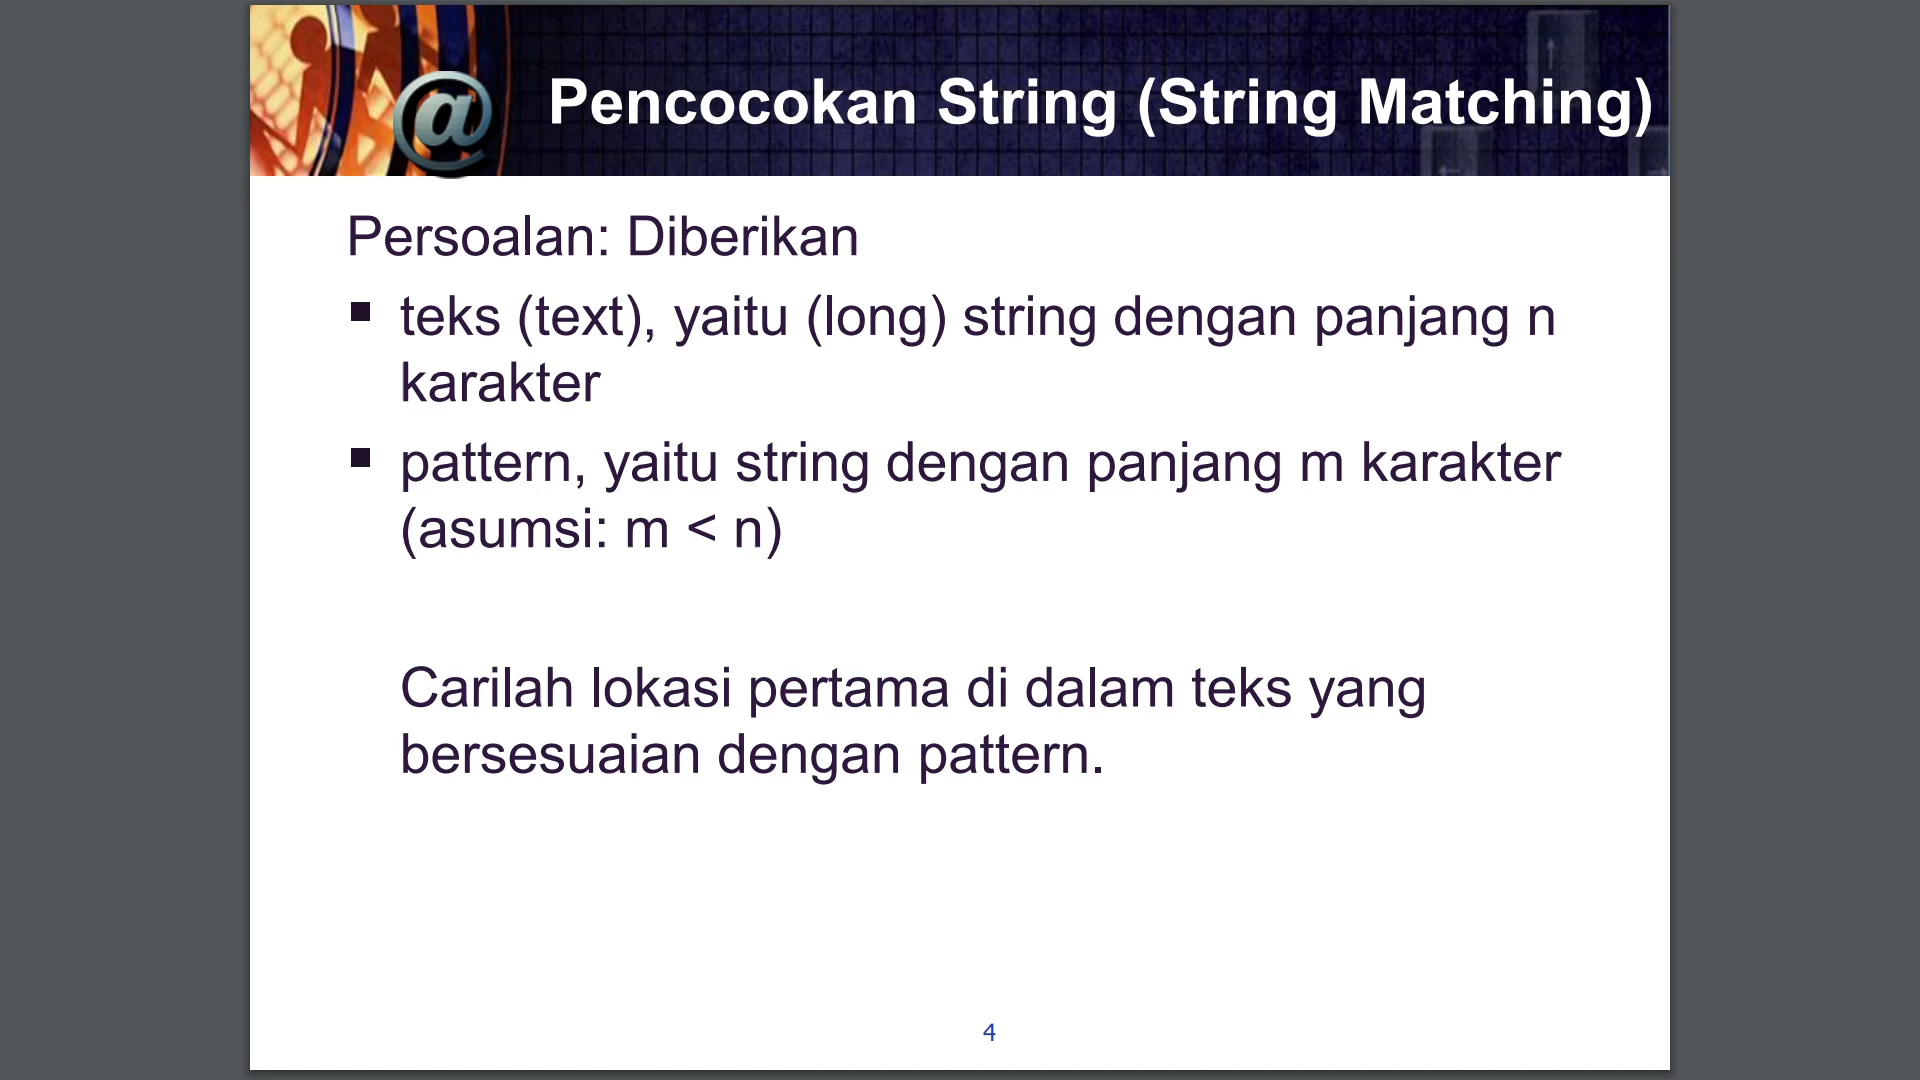 Pencocokan String (String Matching)
Persoalan: Diberikan
▪ teks (text), yaitu (long) string dengan panjang n
karakter
▪ pattern, yaitu string dengan panjang m karakter
(asumsi: m < n)
Carilah lokasi pertama di dalam teks yang
bersesuaian dengan pattern.
4